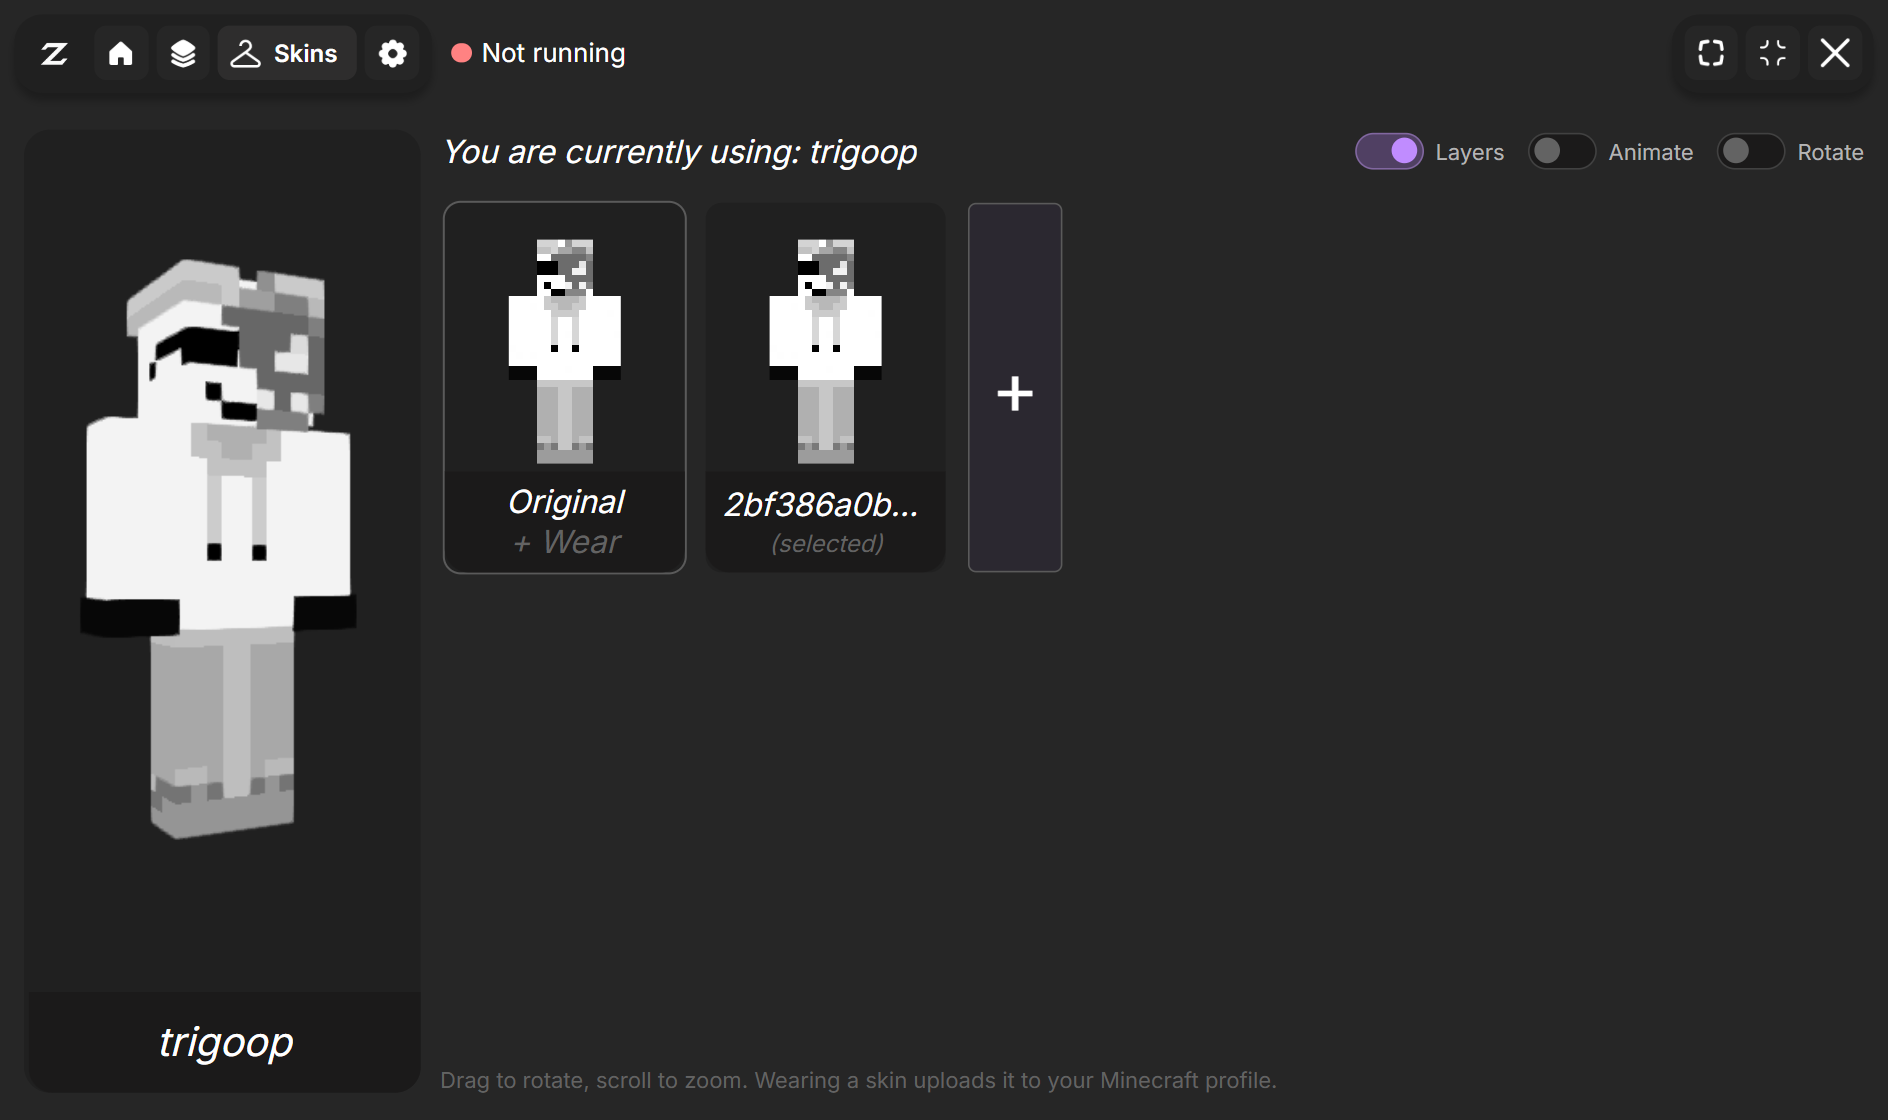 Skins
Not running
You are currently using: trigoop
Layers
Animate
Rotate
Original
+ Wear
2bf386a0b...
(selected)
+
trigoop
Drag to rotate, scroll to zoom. Wearing a skin uploads it to your Minecraft profile.